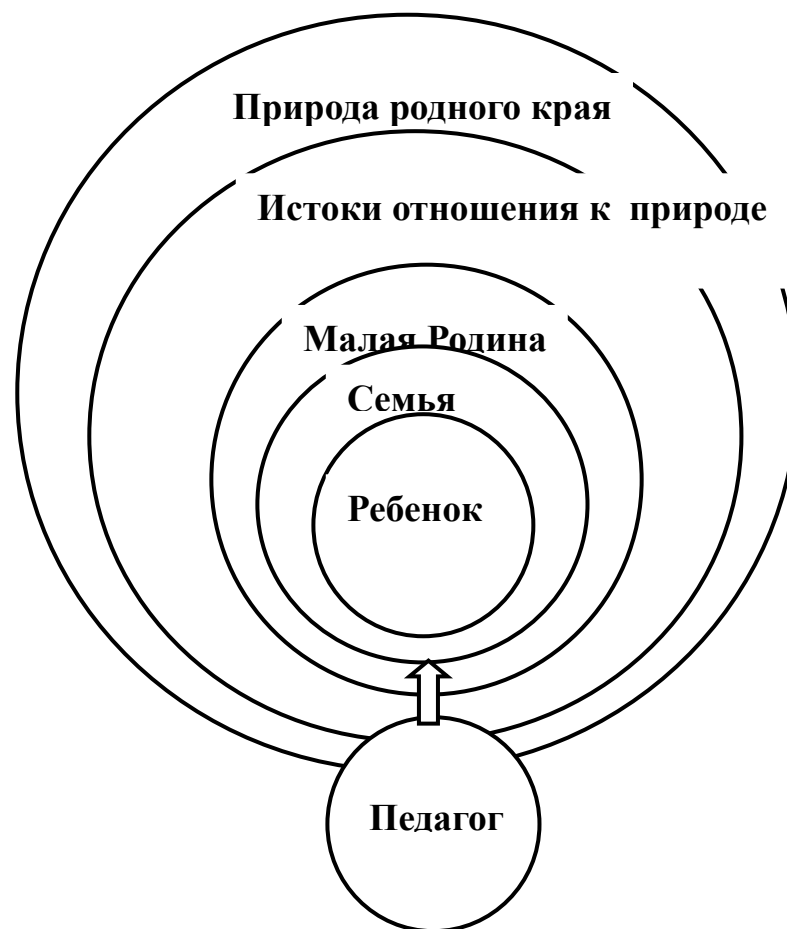 Природа родного края
Истоки отношения к природе
Малая Родина
Семья
Ребенок
Педагог